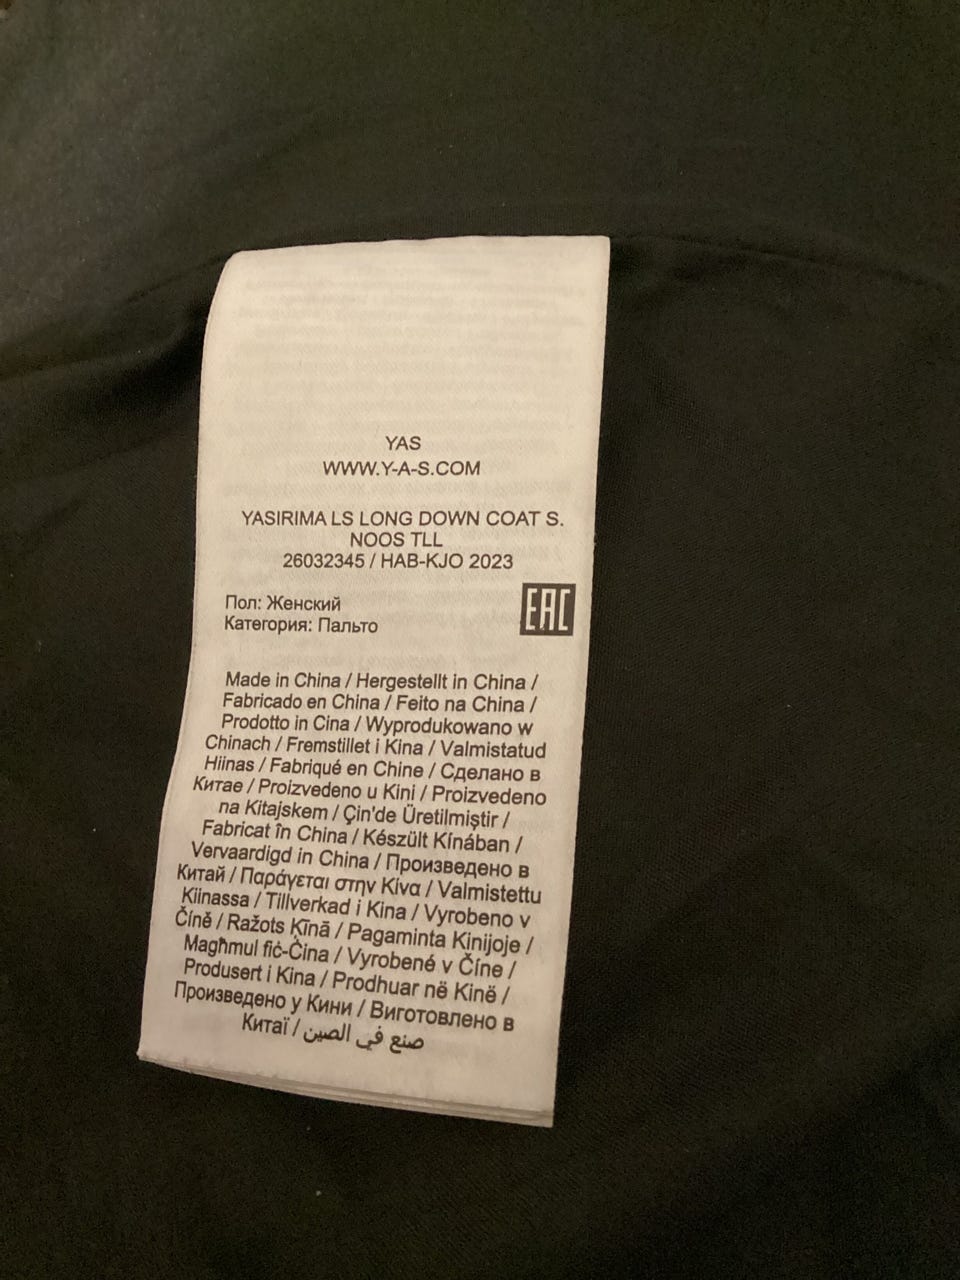 YAS
WWW.Y-A-S.COM
YASIRIMA LS LONG DOWN COAT S.
NOOS TLL
26032345 / HAB-KJO 2023
Пол: Женский
Категория: Пальто
EAC
Made in China / Hergestellt in China /
Fabricado en China / Feito na China /
Prodotto in Cina / Wyprodukowano w
Chinach / Fremstillet i Kina / Valmistatud
Hiinas / Fabriqué en Chine / Сделано в
Китае / Proizvedeno u Kini / Proizvedeno
na Kitajskem / Çin'de Üretilmiştir /
Fabricat în China / Készült Kínában /
Vervaardigd in China / Произведено в
Китай / Παράγεται στην Κίνα / Valmistettu
Kiinassa / Tillverkad i Kina / Vyrobeno v
Číně / Ražots Ķīnā / Pagaminta Kinijoje /
Magħmul fiċ-Ċina / Vyrobené v Číne /
Produsert i Kina / Prodhuar në Kinë /
Произведено у Кини / Виготовлено в
Китаї / صنع في الصين